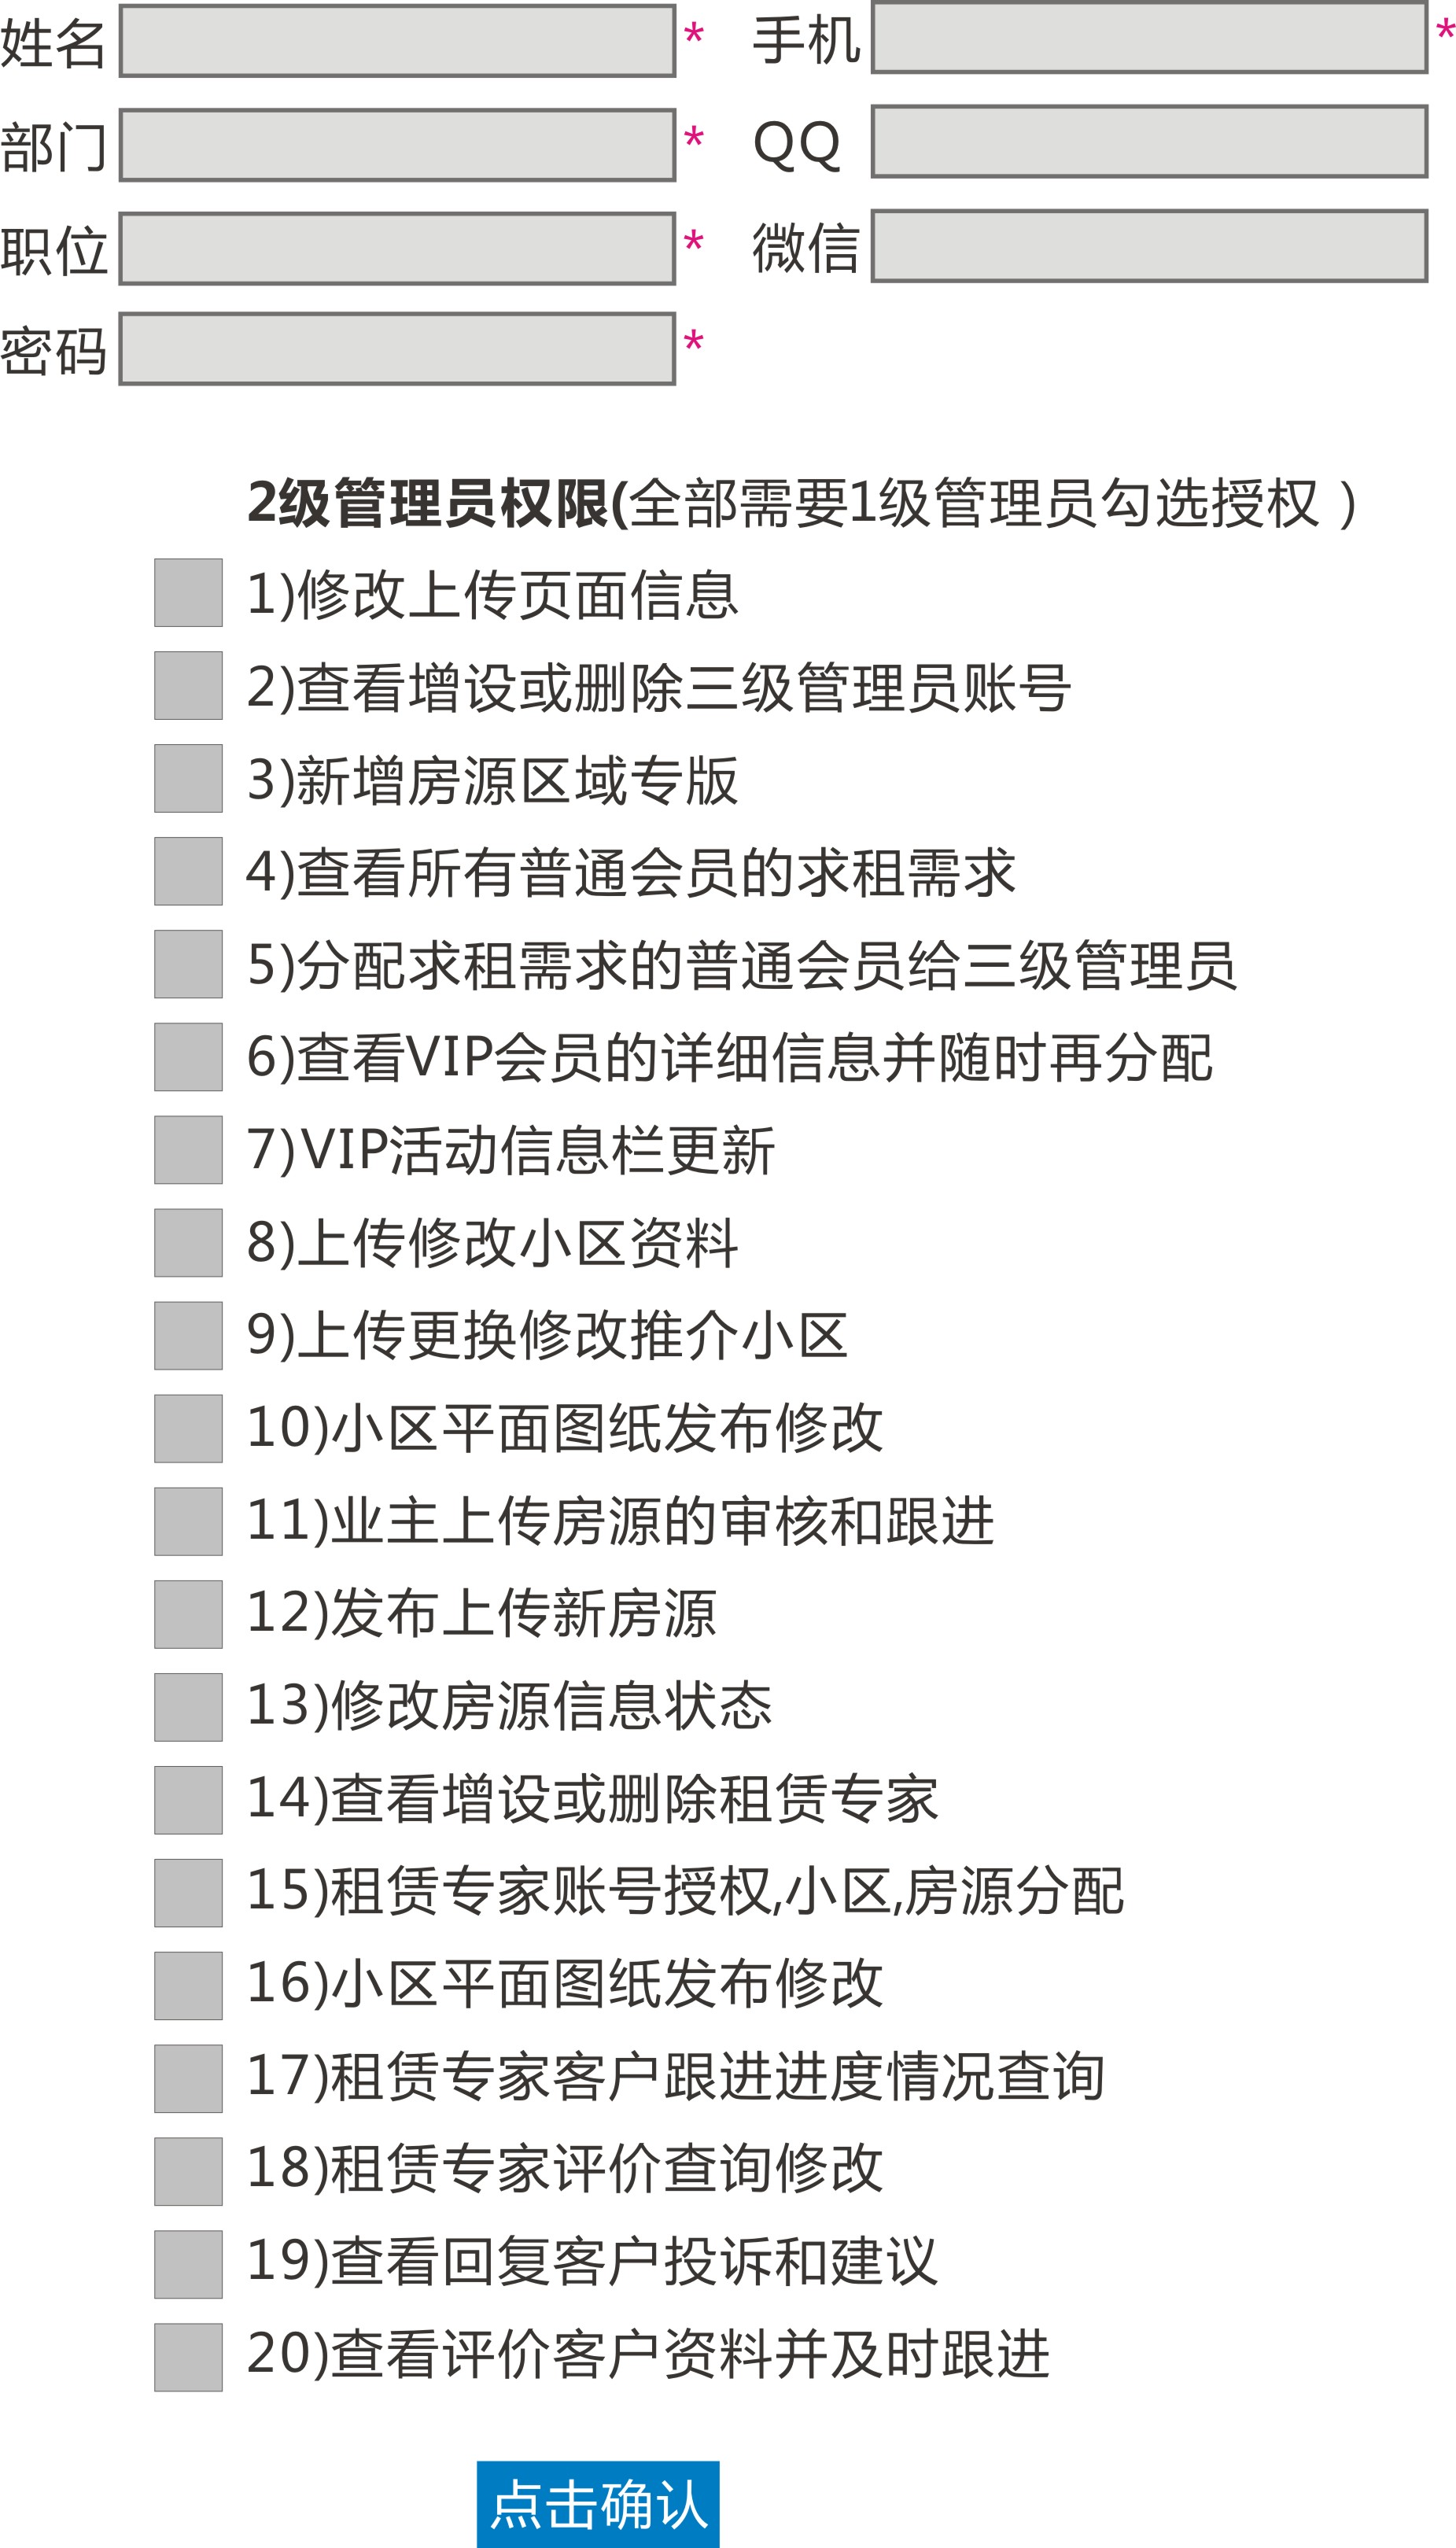 姓名 * 手机 *
部门 * QQ
职位 * 微信
密码 *
2级管理员权限(全部需要1级管理员勾选授权 )
1)修改上传页面信息
2)查看增设或删除三级管理员账号
3)新增房源区域专版
4)查看所有普通会员的求租需求
5)分配求租需求的普通会员给三级管理员
6)查看VIP会员的详细信息并随时再分配
7)VIP活动信息栏更新
8)上传修改小区资料
9)上传更换修改推介小区
10)小区平面图纸发布修改
11)业主上传房源的审核和跟进
12)发布上传新房源
13)修改房源信息状态
14)查看增设或删除租赁专家
15)租赁专家账号授权,小区,房源分配
16)小区平面图纸发布修改
17)租赁专家客户跟进进度情况查询
18)租赁专家评价查询修改
19)查看回复客户投诉和建议
20)查看评价客户资料并及时跟进
点击确认